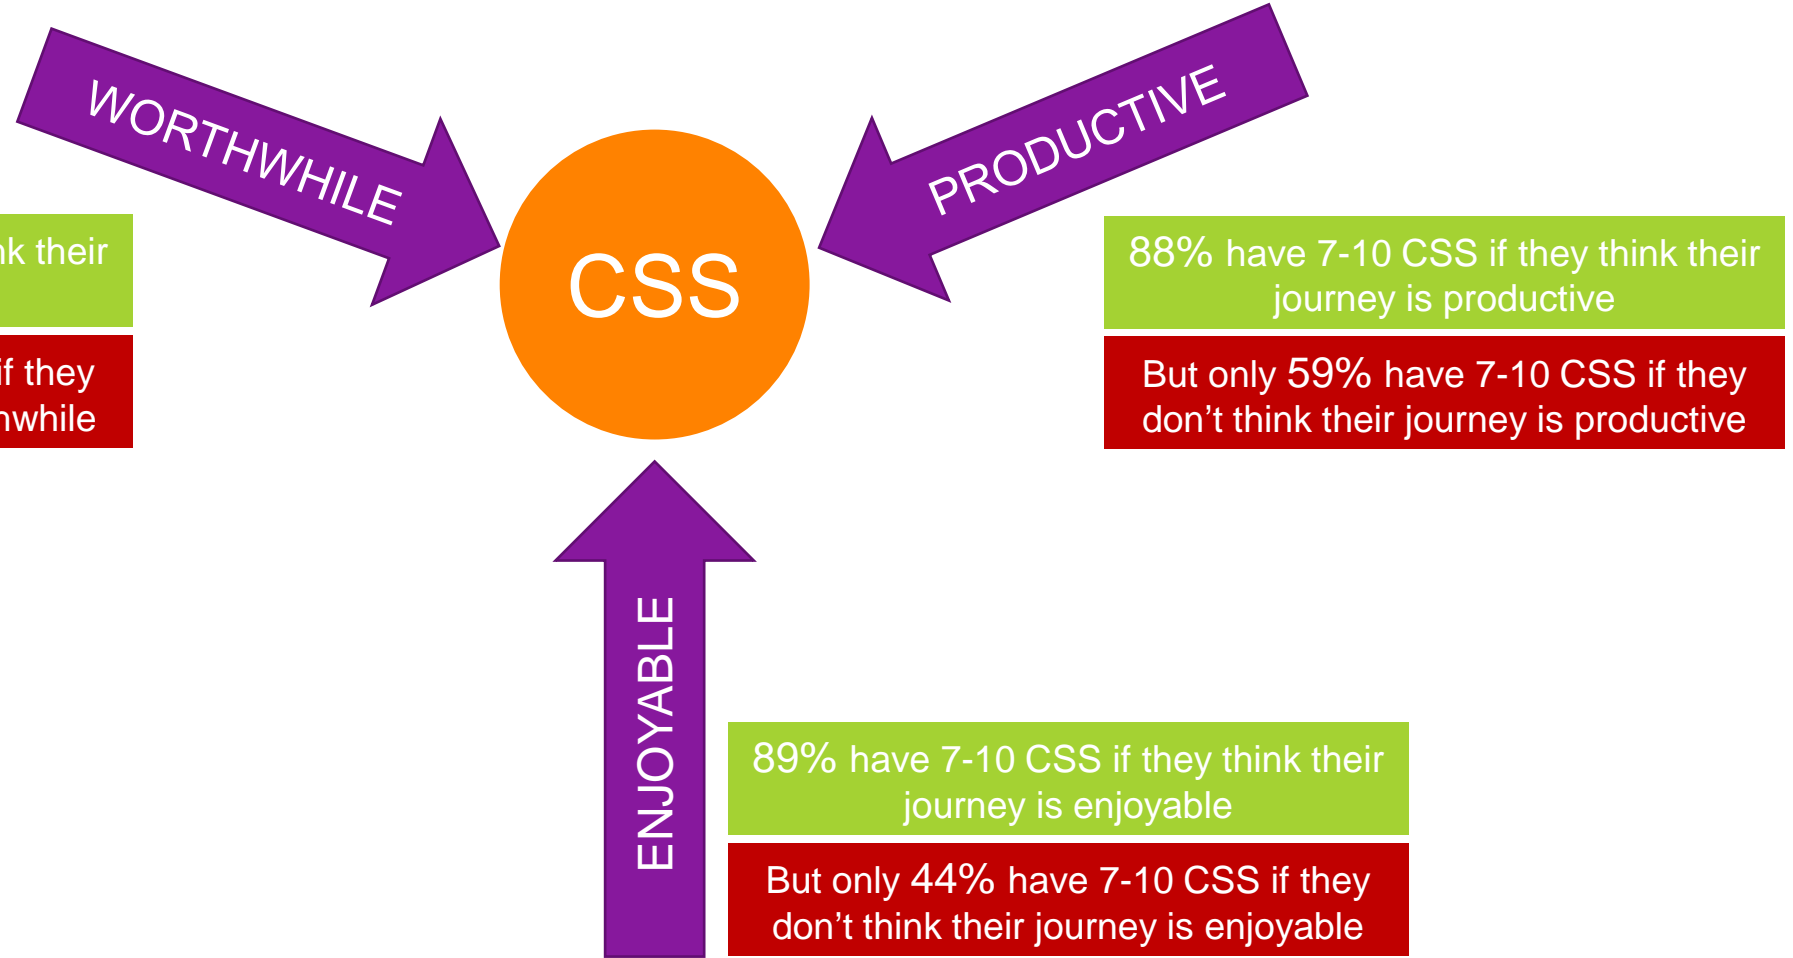 WORTHWHILE
PRODUCTIVE
CSS
their
if they
88% have 7-10 CSS if they think their
journey is productive
But only 59% have 7-10 CSS if they
don’t think their journey is productive
ENJOYABLE
89% have 7-10 CSS if they think their
journey is enjoyable
But only 44% have 7-10 CSS if they
don’t think their journey is enjoyable